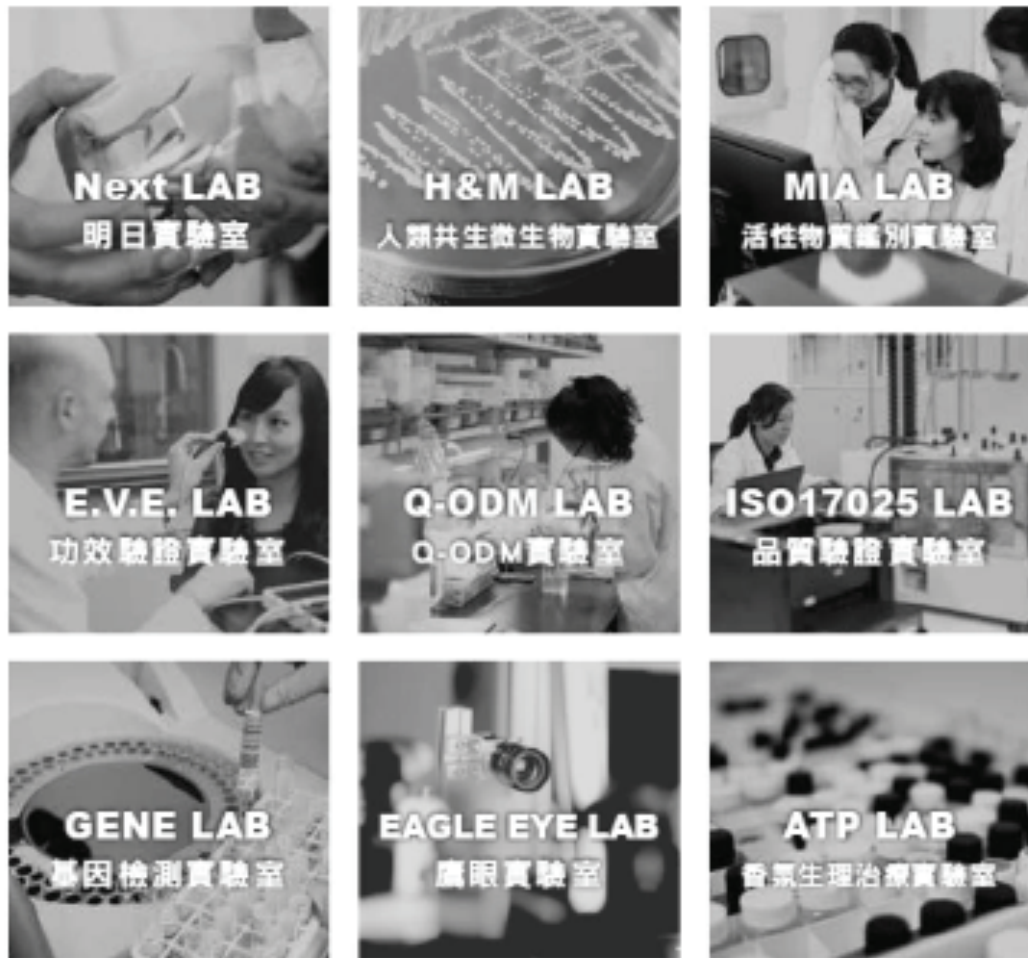 Next LAB
明日實驗室
H&M LAB
人類共生微生物實驗室
MIA LAB
活性物質鑑別實驗室
E.V.E. LAB
功效驗證實驗室
Q-ODM LAB
Q-ODM實驗室
ISO17025 LAB
品質驗證實驗室
GENE LAB
基因檢測實驗室
EAGLE EYE LAB
鷹眼實驗室
ATP LAB
香氛生理治療實驗室